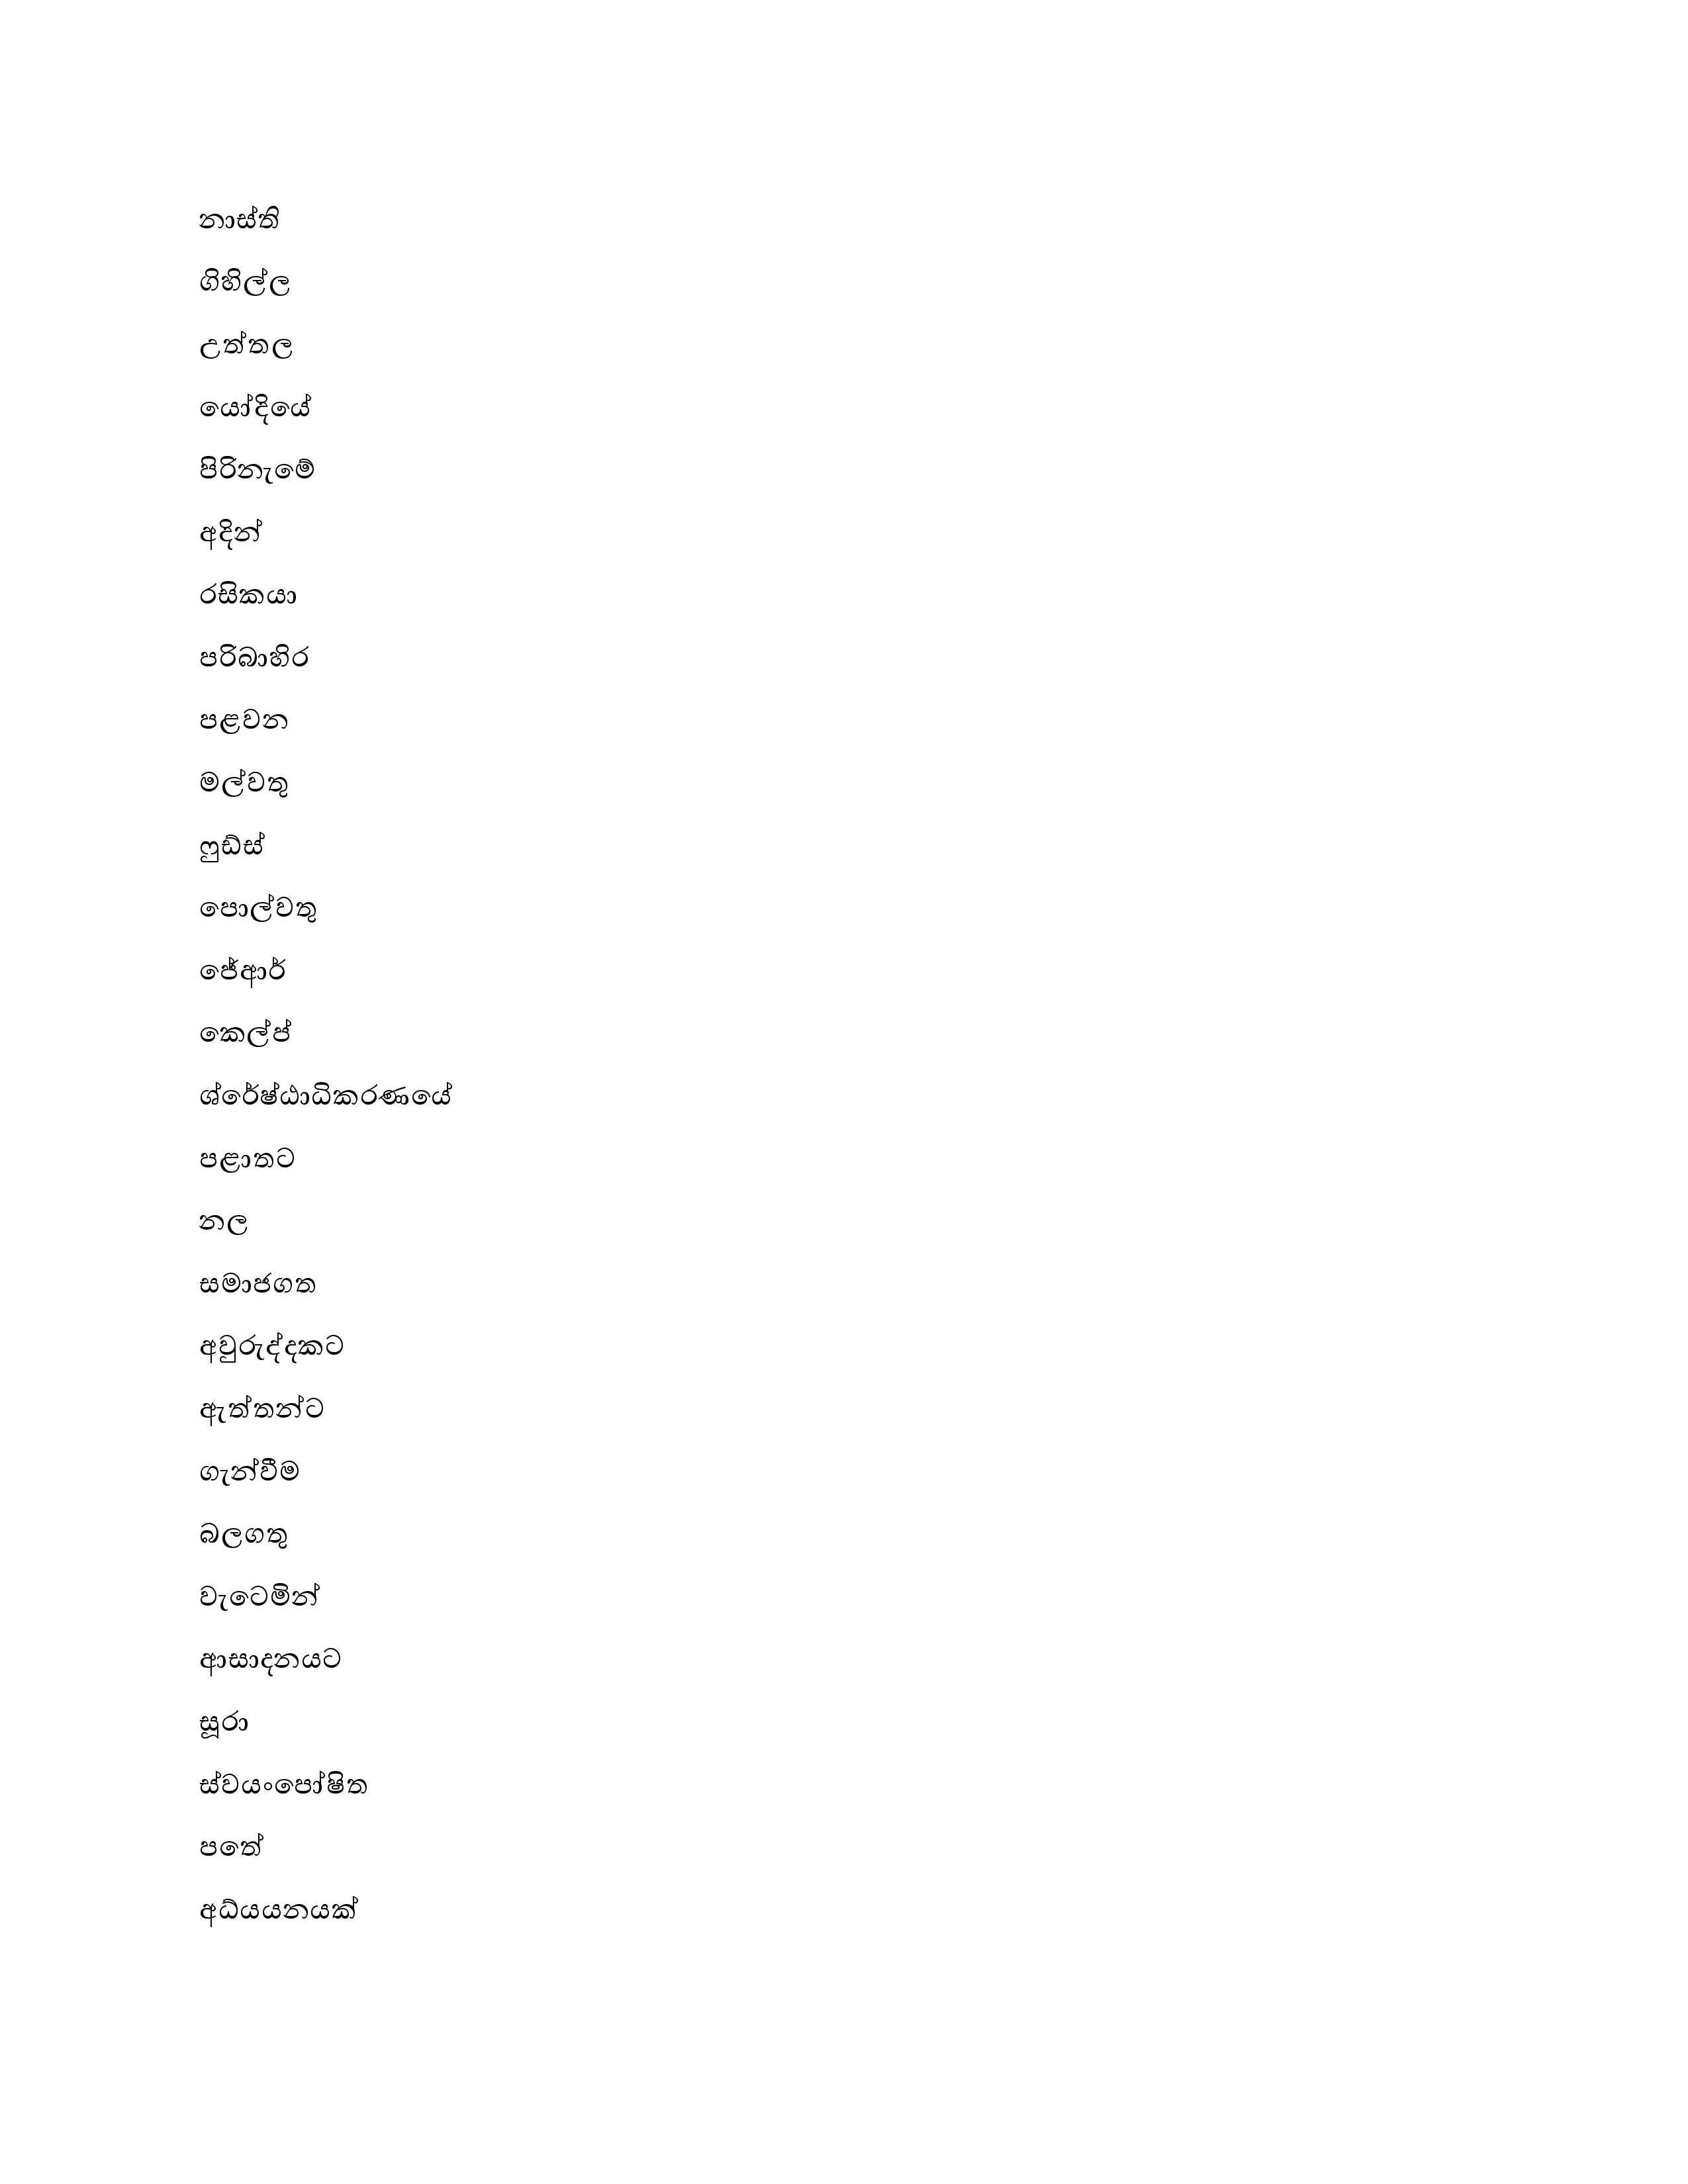 නාස්ති
ගිහිල්ල
උත්තල
යෝදියේ
පිරිනැමේ
අදින්
රසිකයා
පරිබාහිර
පළවන
මල්වතු
ෆුඩ්ස්
පොල්වතු
ජේආර්
කෙල්ප්
ශ්රේෂ්ඨාධිකරණයේ
පළාතට
නල
සමාජගත
අවුරුද්දකට
ඇත්තන්ට
ගැන්වීම
බලගතු
වැටෙමින්
ආසාදනයට
සූරා
ස්වයංපෝෂිත
පතේ
අධ්යයනයක්